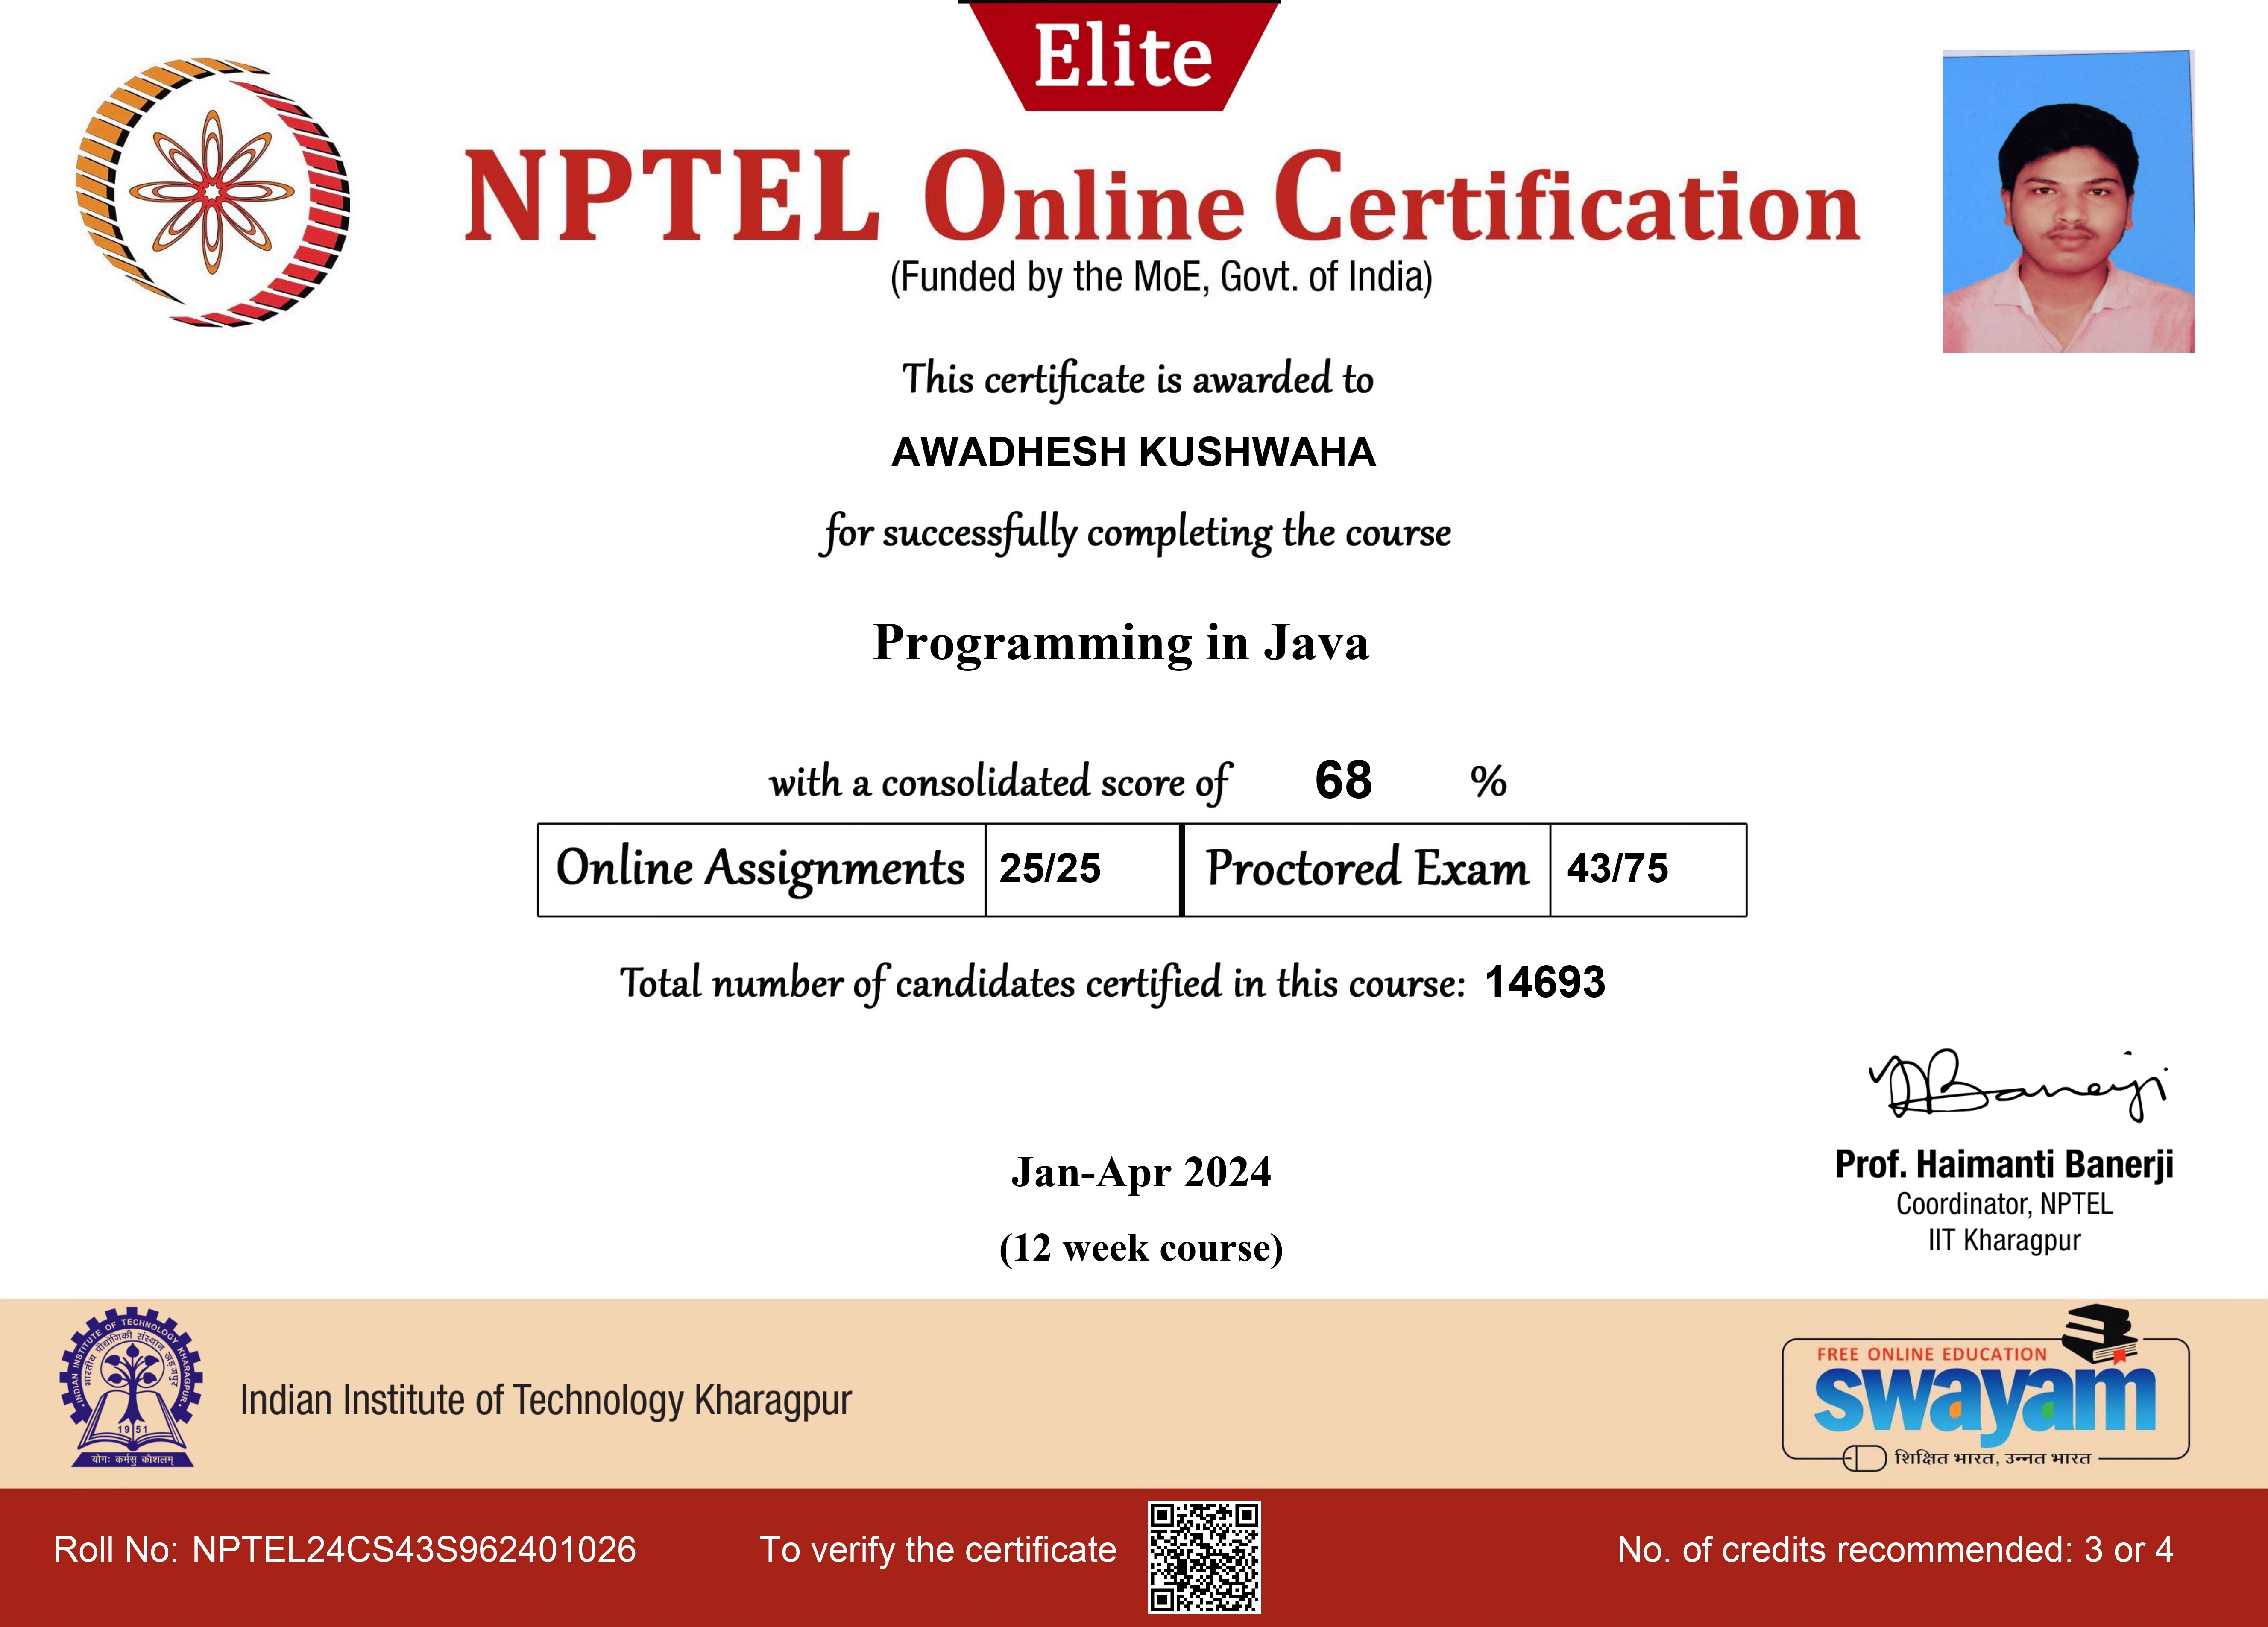 Elite
NPTEL Online Certification
(Funded by the MoE, Govt. of India)
This certificate is awarded to
AWADHESH KUSHWAHA
for successfully completing the course
Programming in Java
with a consolidated score of 68 %
Online Assignments 25/25 Proctored Exam 43/75
Total number of candidates certified in this course: 14693
Banerji
Prof. Haimanti Banerji
Coordinator, NPTEL
IIT Kharagpur
Jan-Apr 2024
(12 week course)
INDIAN INSTITUTE OF TECHNOLOGY KHARAGPUR
भारतीय प्रौद्योगिकी संस्थान खड़गपुर
1951
योगः कर्मसु कौशलम्
Indian Institute of Technology Kharagpur
FREE ONLINE EDUCATION
swayam
शिक्षित भारत, उन्नत भारत
Roll No: NPTEL24CS43S962401026
To verify the certificate
No. of credits recommended: 3 or 4